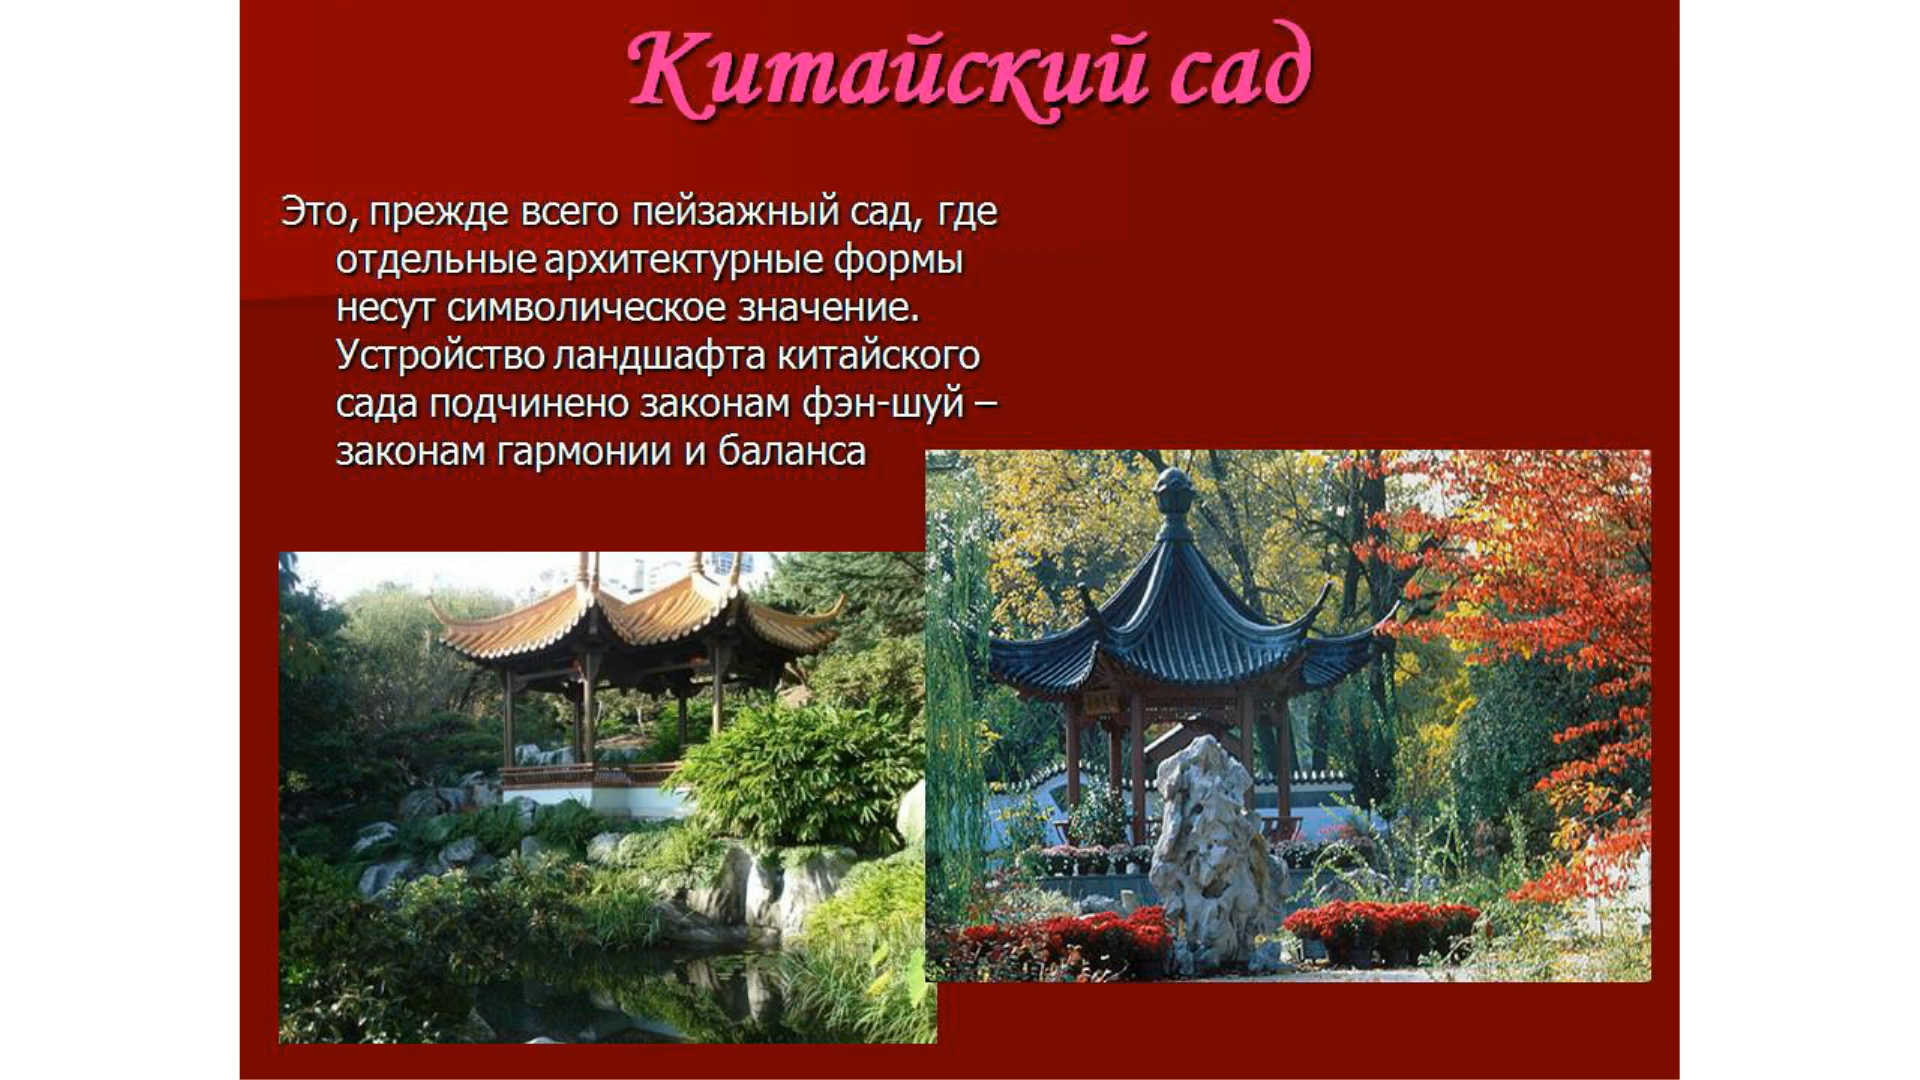 Китайский сад
Это, прежде всего пейзажный сад, где
отдельные архитектурные формы
несут символическое значение.
Устройство ландшафта китайского
сада подчинено законам фэн-шуй –
законам гармонии и баланса